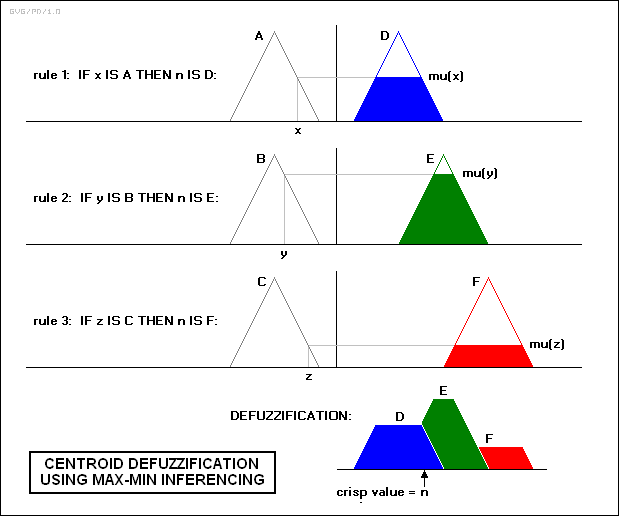 GVG/PD/1.0
A
D
rule 1: IF x IS A THEN n IS D:
mu(x)
x
B
E
mu(y)
rule 2: IF y IS B THEN n IS E:
y
C
F
rule 3: IF z IS C THEN n IS F:
mu(z)
z
E
DEFUZZIFICATION:
D
F
CENTROID DEFUZZIFICATION
USING MAX-MIN INFERENCING
crisp value = n